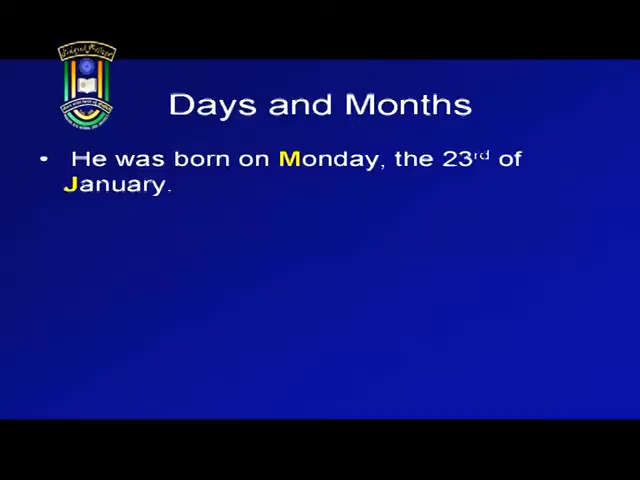 Days and Months
• He was born on Monday, the 23rd of
January.